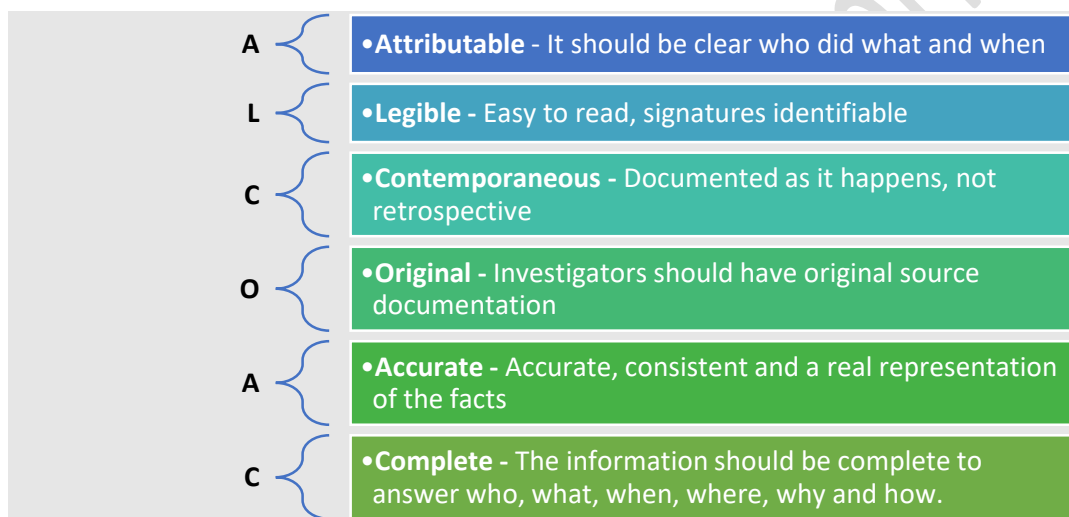 A
•Attributable - It should be clear who did what and when
L
•Legible - Easy to read, signatures identifiable
C
•Contemporaneous - Documented as it happens, not
retrospective
O
•Original - Investigators should have original source
documentation
A
•Accurate - Accurate, consistent and a real representation
of the facts
C
•Complete - The information should be complete to
answer who, what, when, where, why and how.